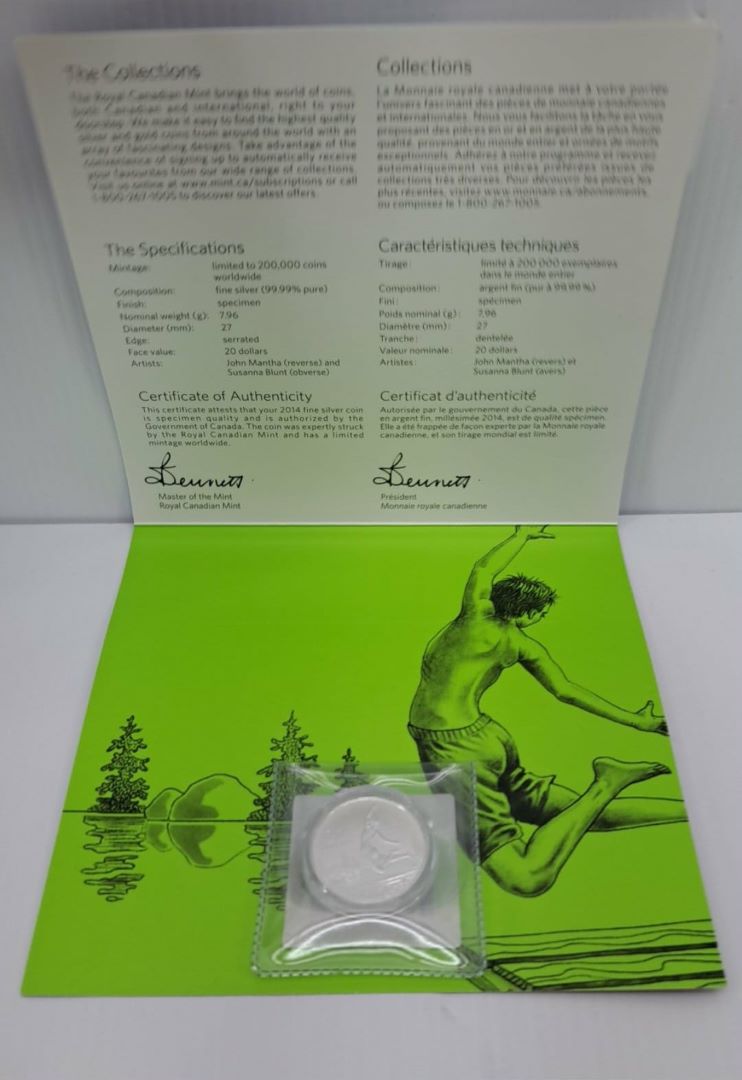 The Collections
The Royal Canadian Mint brings the world of coins,
both Canadian and international, right to your
doorstep. We make it easy to find the highest quality
silver and gold coins from around the world with an
array of fascinating designs. Take advantage of the
convenience of signing up to automatically receive
your favourites from our wide range of collections.
Visit us online at www.mint.ca/subscriptions or call
1-800-267-1005 to discover our latest offers.
Collections
La Monnaie royale canadienne met à votre portée
l'univers fascinant des pièces de monnaie canadiennes
et internationales. Nous vous facilitons la tâche en vous
proposant des pièces en or et en argent de la plus haute
qualité, provenant du monde entier et ornées de motifs
exceptionnels. Adhérez à notre programme et recevez
automatiquement vos pièces préférées issues de
collections très diverses. Pour découvrir les pièces les
plus récentes, visitez www.monnaie.ca/abonnements,
ou composez le 1-800-267-1005.
The Specifications
Mintage: limited to 200,000 coins
worldwide
Composition: fine silver (99.99% pure)
Finish: specimen
Nominal weight (g): 7.96
Diameter (mm): 27
Edge: serrated
Face value: 20 dollars
Artists: John Mantha (reverse) and
Susanna Blunt (obverse)
Caractéristiques techniques
Tirage : limité à 200 000 exemplaires
dans le monde entier
Composition : argent fin (pur à 99,99 %)
Fini : spécimen
Poids nominal (g) : 7,96
Diamètre (mm) : 27
Tranche : dentelée
Valeur nominale : 20 dollars
Artistes : John Mantha (revers) et
Susanna Blunt (avers)
Certificate of Authenticity
This certificate attests that your 2014 fine silver coin
is specimen quality and is authorized by the
Government of Canada. The coin was expertly struck
by the Royal Canadian Mint and has a limited
mintage worldwide.
Certificat d'authenticité
Autorisée par le gouvernement du Canada, cette pièce
en argent fin, millésimée 2014, est de qualité spécimen.
Elle a été frappée de façon experte par la Monnaie royale
canadienne, et son tirage mondial est limité.
Bennett
Master of the Mint
Royal Canadian Mint
Bennett
Président
Monnaie royale canadienne